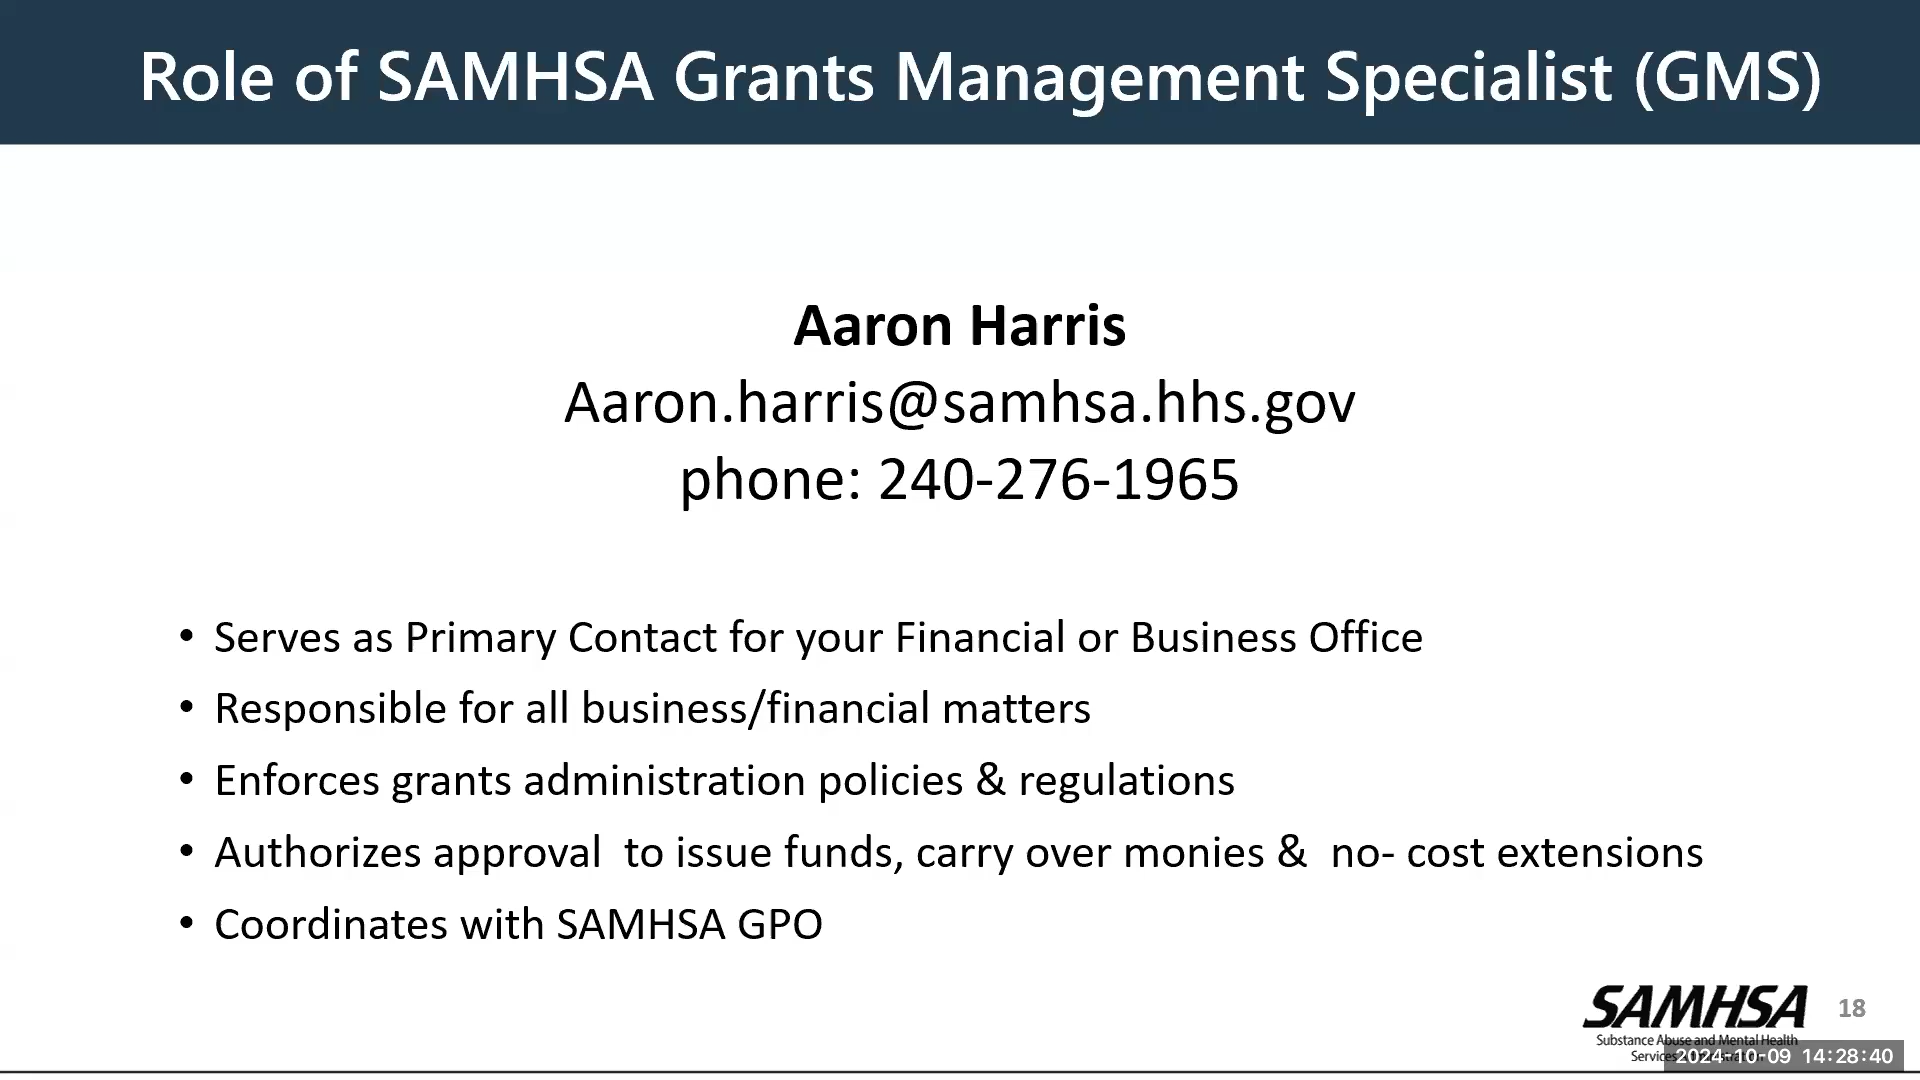 Role of SAMHSA Grants Management Specialist (GMS)
Aaron Harris
Aaron.harris@samhsa.hhs.gov
phone: 240-276-1965
• Serves as Primary Contact for your Financial or Business Office
• Responsible for all business/financial matters
• Enforces grants administration policies & regulations
• Authorizes approval  to issue funds, carry over monies &  no- cost extensions
• Coordinates with SAMHSA GPO
SAMHSA
18
Substance Abuse and Mental Health
Services
2024-10-09 14:28:40